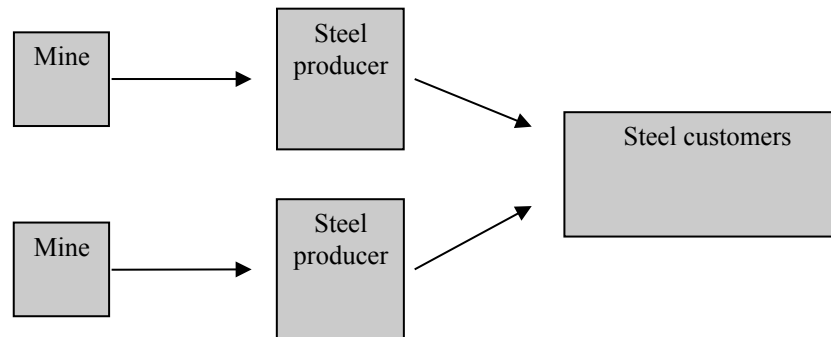 Mine
Steel
producer
Steel customers
Mine
Steel
producer